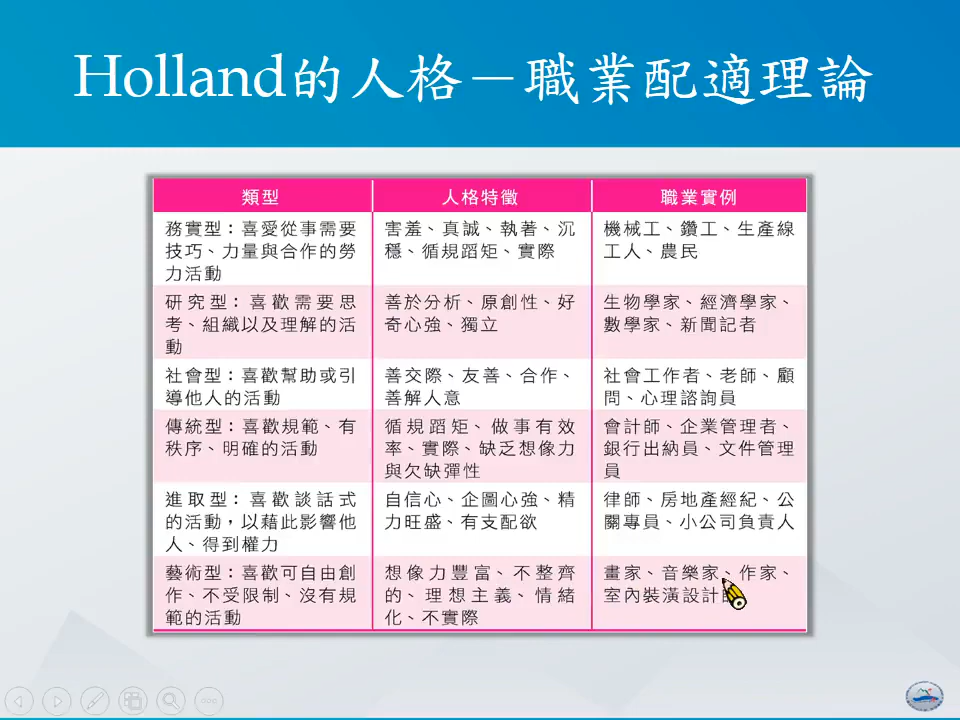 Holland的人格－職業配適理論
類型
人格特徵
職業實例
務實型：喜愛從事需要
技巧、力量與合作的勞
力活動
害羞、真誠、執著、沉
穩、循規蹈矩、實際
機械工、鑽工、生產線
工人、農民
研究型：喜歡需要思
考、組織以及理解的活
動
善於分析、原創性、好
奇心強、獨立
生物學家、經濟學家、
數學家、新聞記者
社會型：喜歡幫助或引
導他人的活動
善交際、友善、合作、
善解人意
社會工作者、老師、顧
問、心理諮詢員
傳統型：喜歡規範、有
秩序、明確的活動
循規蹈矩、做事有效
率、實際、缺乏想像力
與欠缺彈性
會計師、企業管理者、
銀行出納員、文件管理
員
進取型：喜歡談話式
的活動，以藉此影響他
人、得到權力
自信心、企圖心強、精
力旺盛、有支配欲
律師、房地產經紀、公
關專員、小公司負責人
藝術型：喜歡可自由創
作、不受限制、沒有規
範的活動
想像力豐富、不整齊
的、理想主義、情緒
化、不實際
畫家、音樂家、作家、
室內裝潢設計